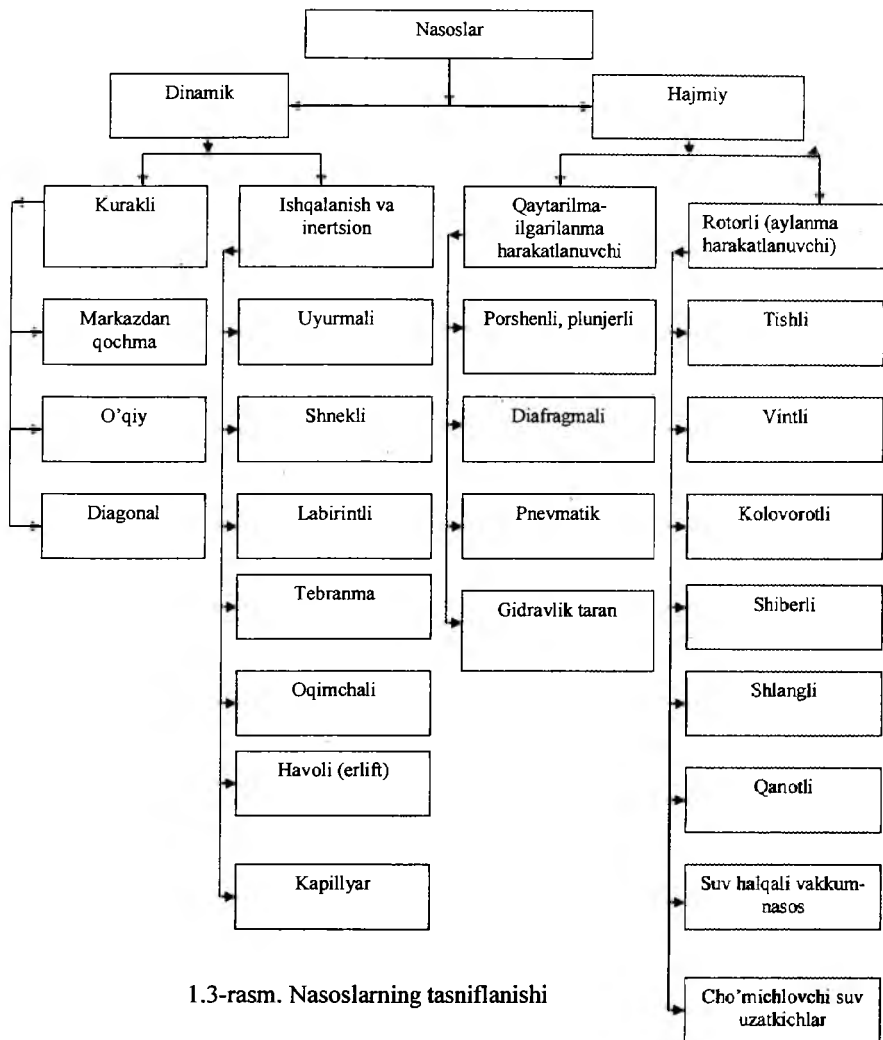 Nasoslar
Dinamik
Hajmiy
Kurakli
Ishqalanish va
inertsion
Qaytarilma-
ilgarilanma
harakatlanuvchi
Rotorli (aylanma
harakatlanuvchi)
Markazdan
qochma
O'qiy
Diagonal
Uyurmali
Shnekli
Labirintli
Tebranma
Oqimchali
Havoli (erlift)
Kapillyar
Porshenli, plunjerli
Diafragmali
Pnevmatik
Gidravlik taran
Tishli
Vintli
Kolovorotli
Shiberli
Shlangli
Qanotli
Suv halqali vakkum-
nasos
Cho'michlovchi suv
uzatkichlar
1.3-rasm. Nasoslarning tasniflanishi